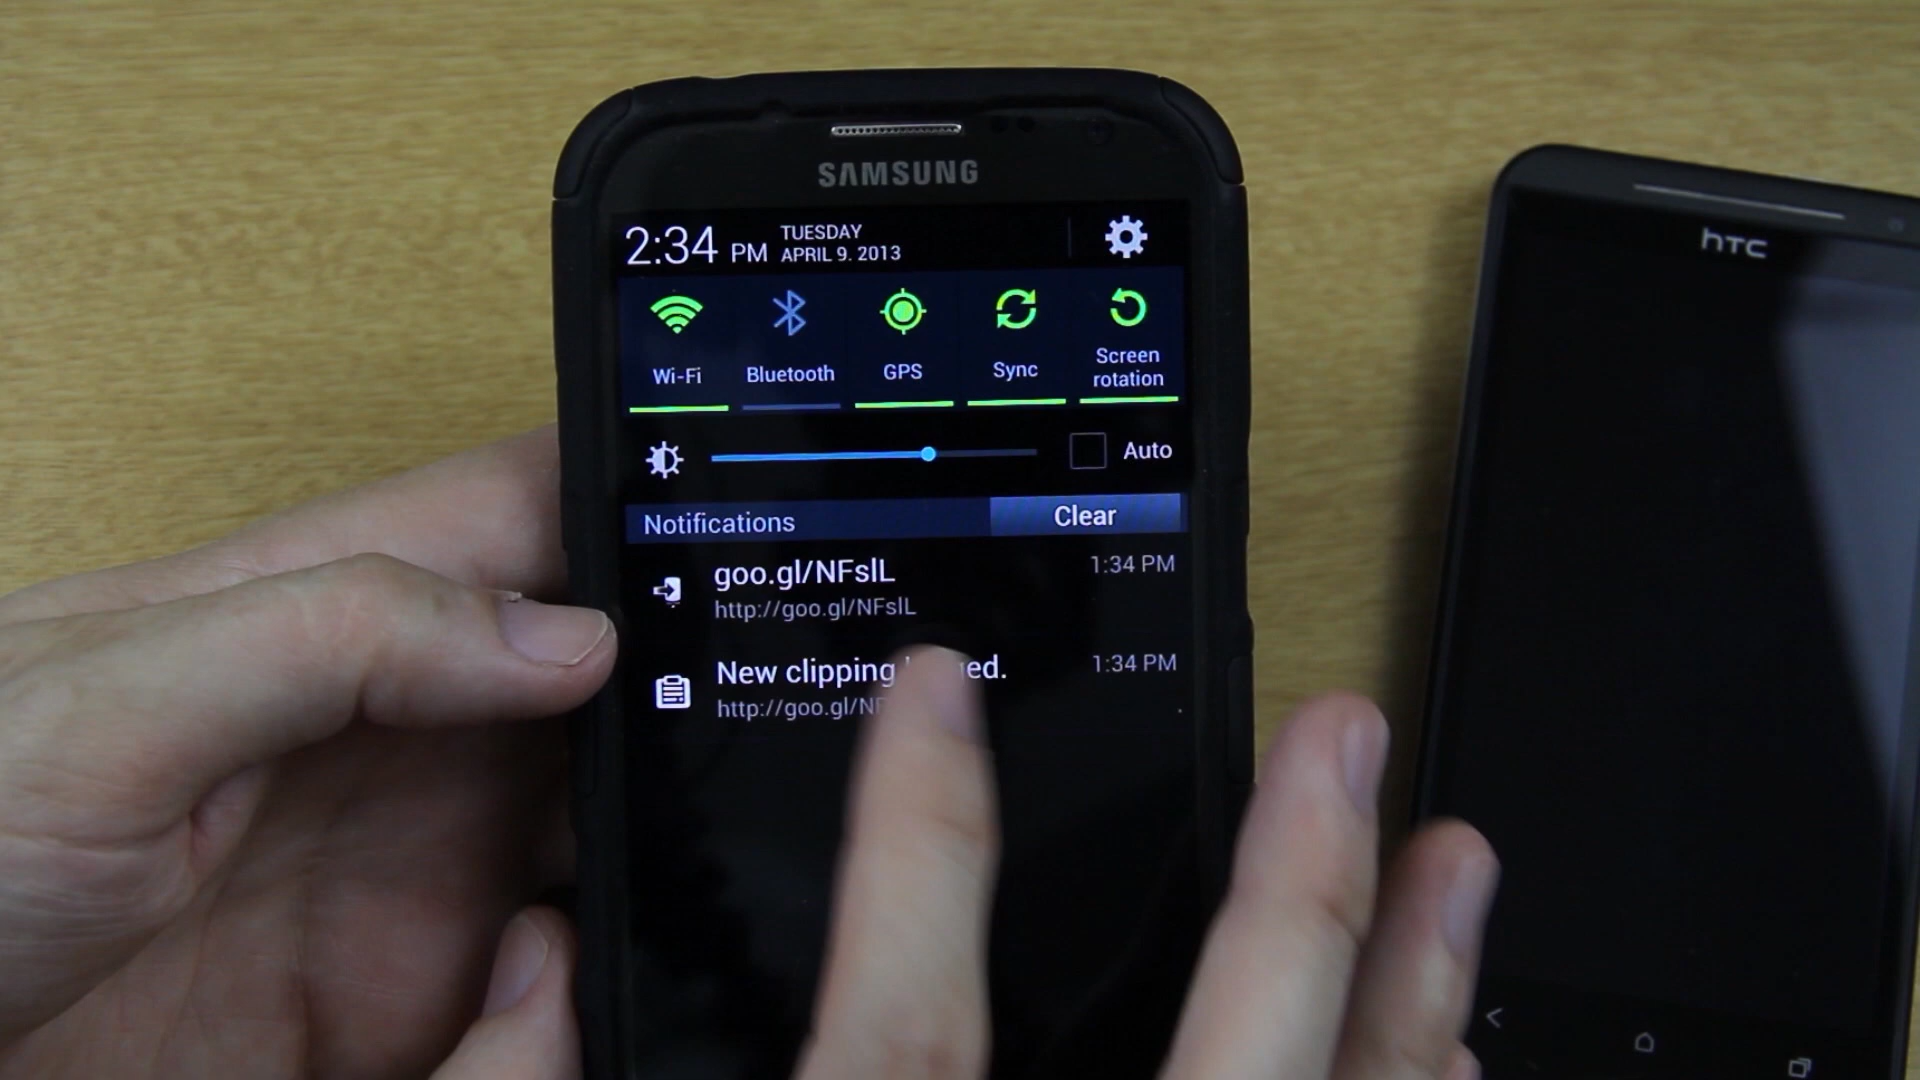 SAMSUNG
2:34 PM
TUESDAY
APRIL 9. 2013
Wi-Fi
Bluetooth
GPS
Sync
Screen
rotation
Auto
Notifications
Clear
goo.gl/NFslL
1:34 PM
http://goo.gl/NFslL
New clipping
1:34 PM
http://goo.gl/
hTC